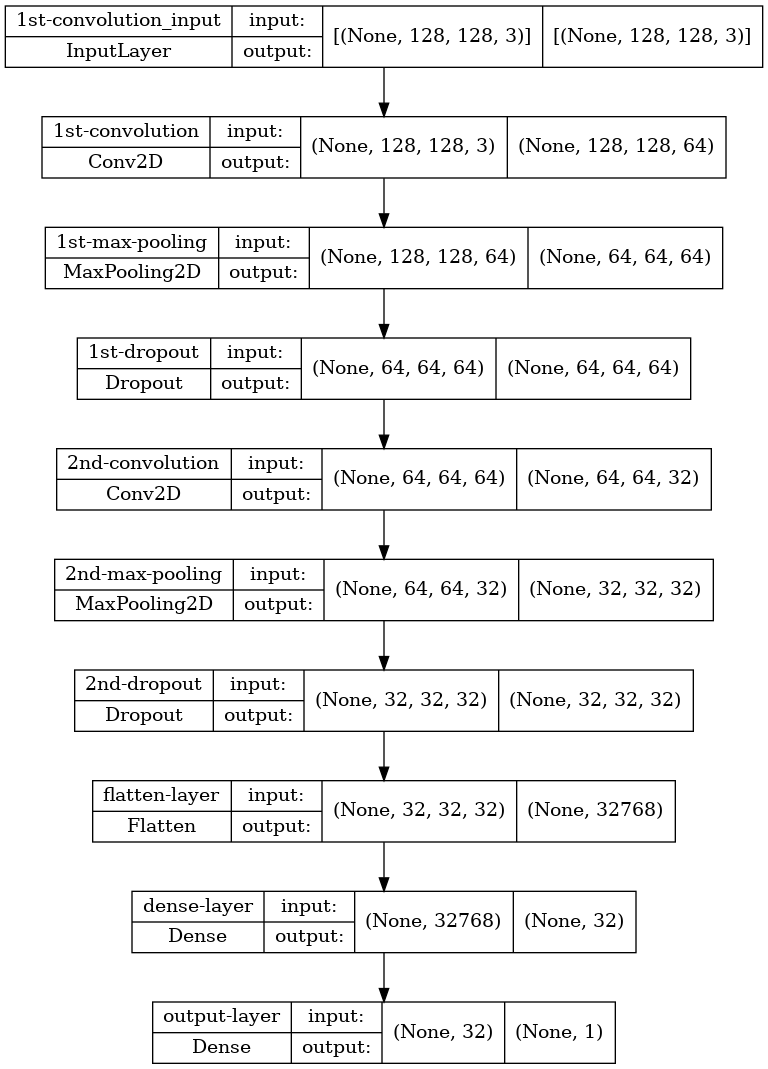 1st-convolution_input input: [(None, 128, 128, 3)] [(None, 128, 128, 3)]
InputLayer output:
1st-convolution input: (None, 128, 128, 3) (None, 128, 128, 64)
Conv2D output:
1st-max-pooling input: (None, 128, 128, 64) (None, 64, 64, 64)
MaxPooling2D output:
1st-dropout input: (None, 64, 64, 64) (None, 64, 64, 64)
Dropout output:
2nd-convolution input: (None, 64, 64, 64) (None, 64, 64, 32)
Conv2D output:
2nd-max-pooling input: (None, 64, 64, 32) (None, 32, 32, 32)
MaxPooling2D output:
2nd-dropout input: (None, 32, 32, 32) (None, 32, 32, 32)
Dropout output:
flatten-layer input: (None, 32, 32, 32) (None, 32768)
Flatten output:
dense-layer input: (None, 32768) (None, 32)
Dense output:
output-layer input: (None, 32) (None, 1)
Dense output: